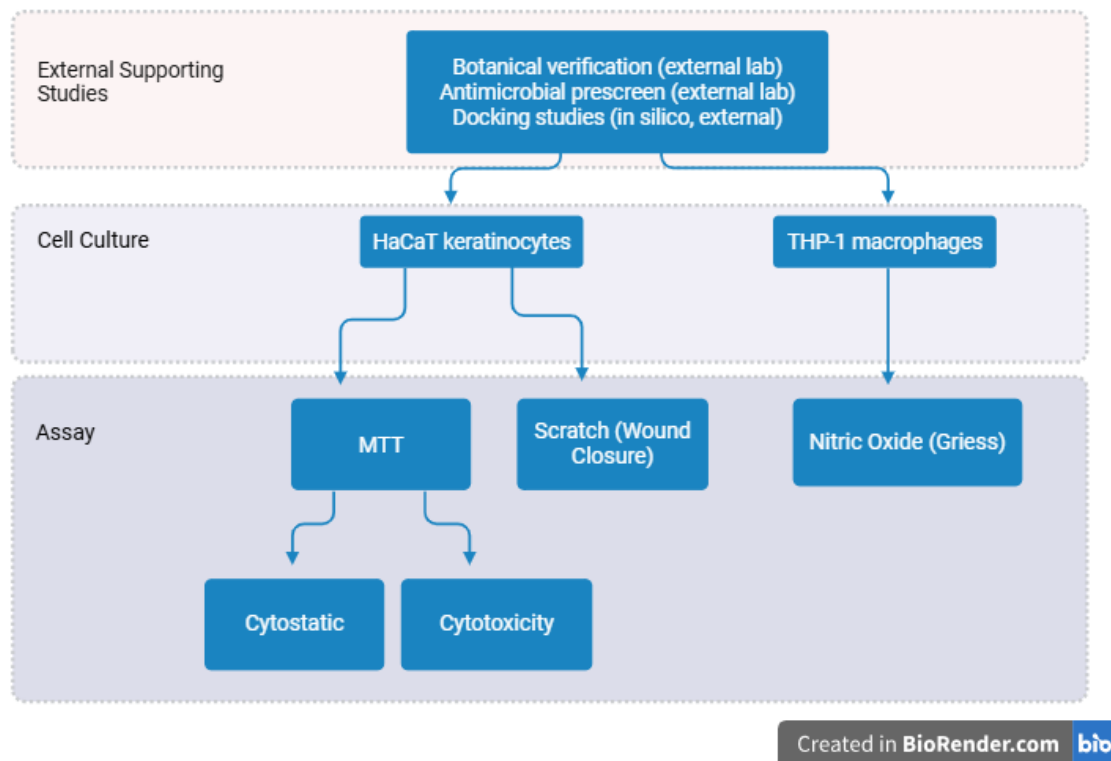 External Supporting
Studies
Botanical verification (external lab)
Antimicrobial prescreen (external lab)
Docking studies (in silico, external)
Cell Culture
HaCaT keratinocytes
THP-1 macrophages
Assay
MTT
Scratch (Wound
Closure)
Nitric Oxide (Griess)
Cytostatic
Cytotoxicity
Created in BioRender.com
bio